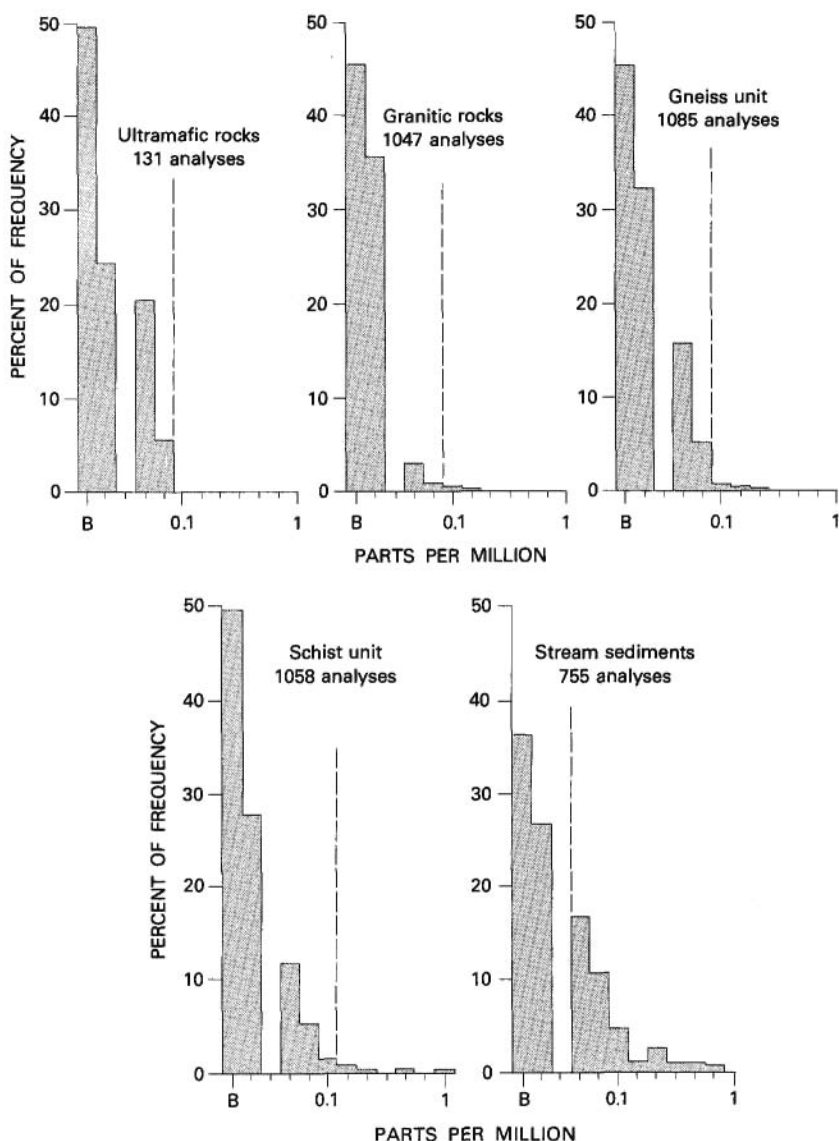 PERCENT OF FREQUENCY
50
40
30
20
10
0
Ultramafic rocks
131 analyses
B
0.1
1
50
40
30
20
10
0
Granitic rocks
1047 analyses
B
0.1
1
50
40
30
20
10
0
Gneiss unit
1085 analyses
B
0.1
1
PARTS PER MILLION
PERCENT OF FREQUENCY
50
40
30
20
10
0
Schist unit
1058 analyses
B
0.1
1
50
40
30
20
10
0
Stream sediments
755 analyses
B
0.1
1
PARTS PER MILLION